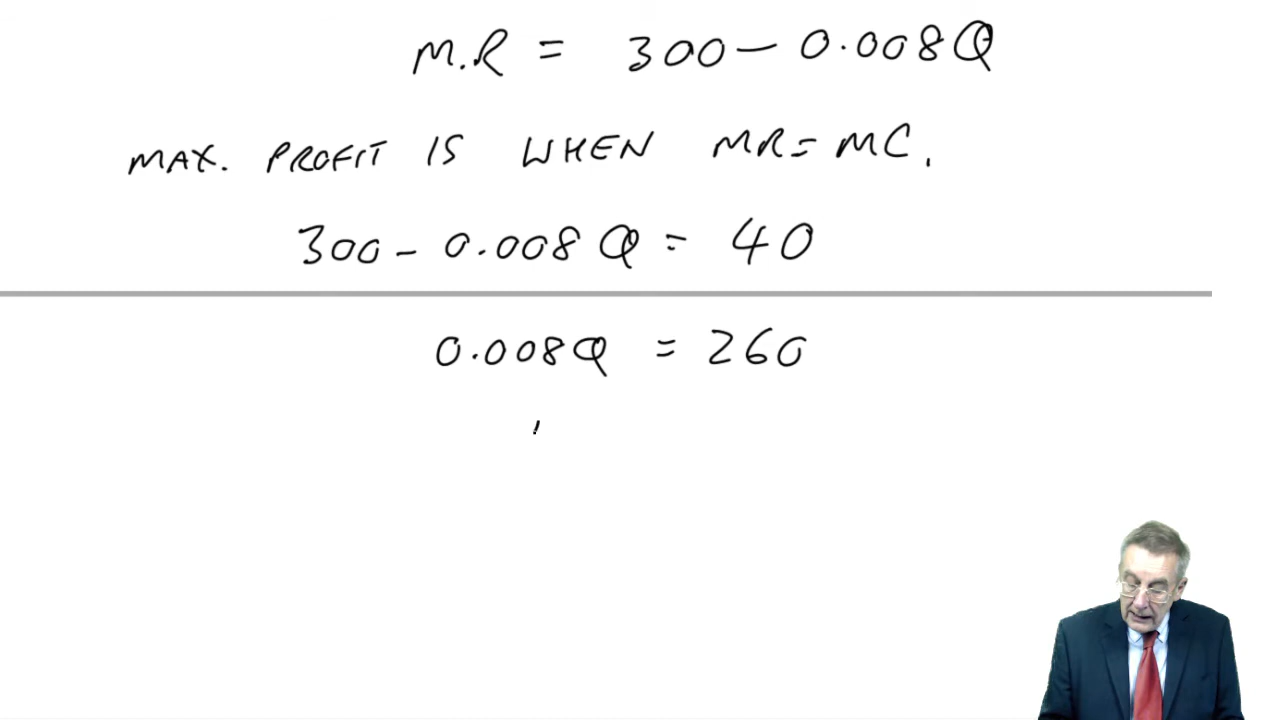 M.R = 300 - 0.008Q
MAX. PROFIT IS WHEN MR = MC.
300 - 0.008Q = 40
0.008Q = 260